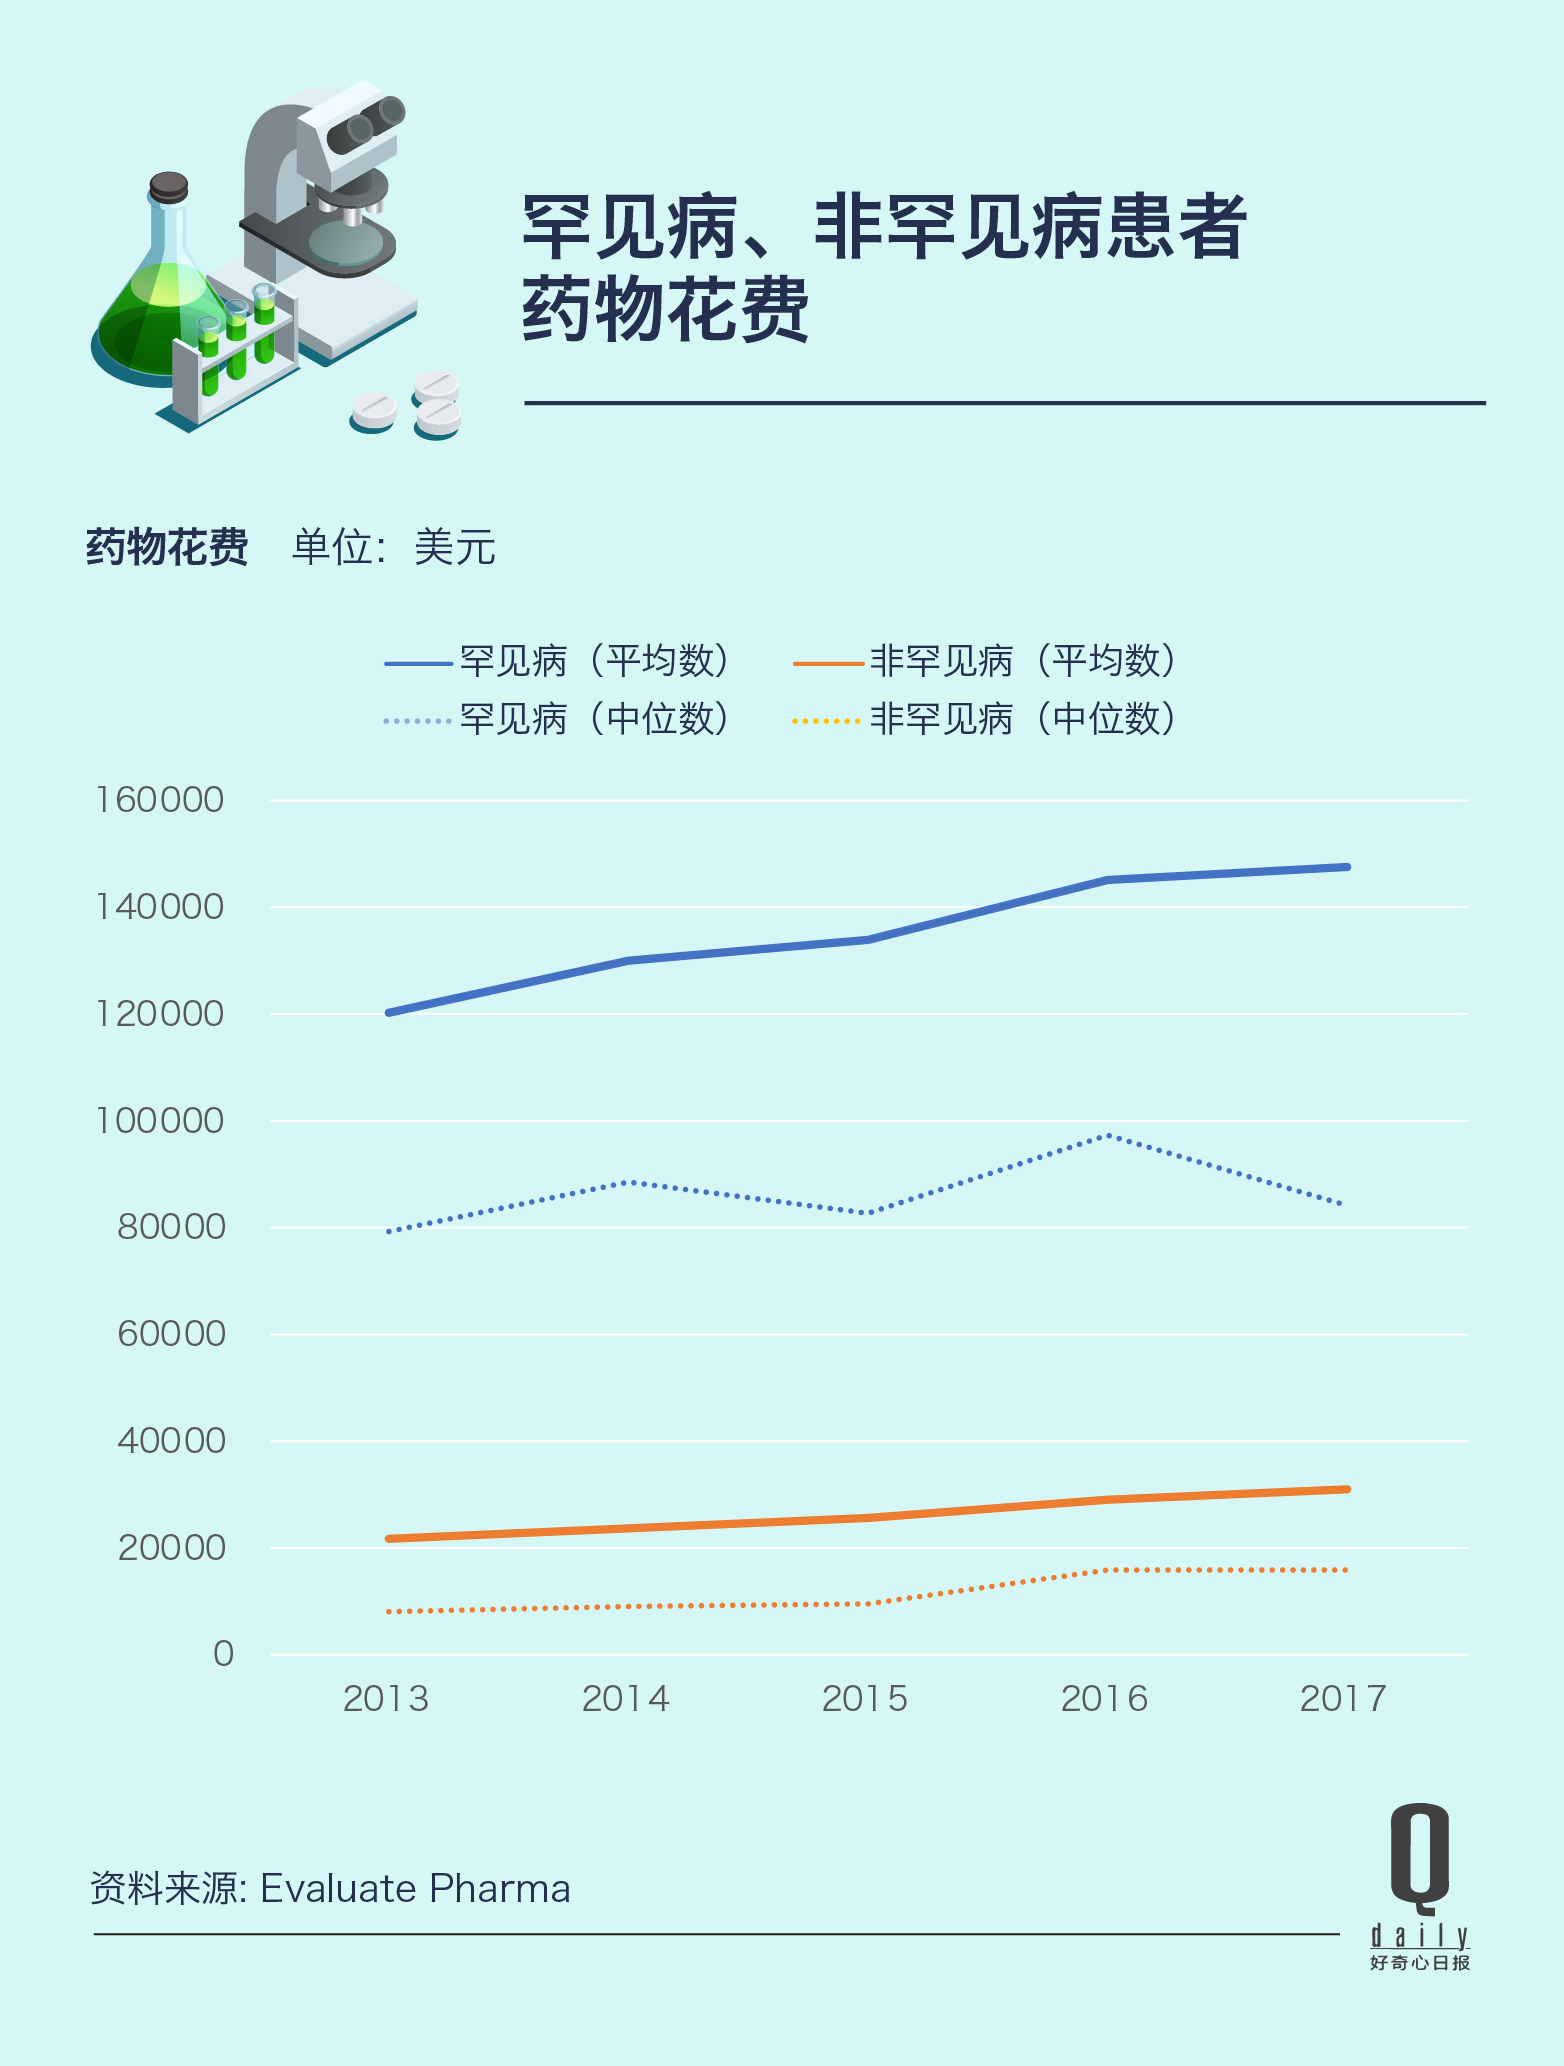 罕见病、非罕见病患者
药物花费
药物花费 单位：美元
罕见病（平均数） 非罕见病（平均数）
罕见病（中位数） 非罕见病（中位数）
160000
140000
120000
100000
80000
60000
40000
20000
0
2013 2014 2015 2016 2017
资料来源: Evaluate Pharma
Q
daily
好奇心日报